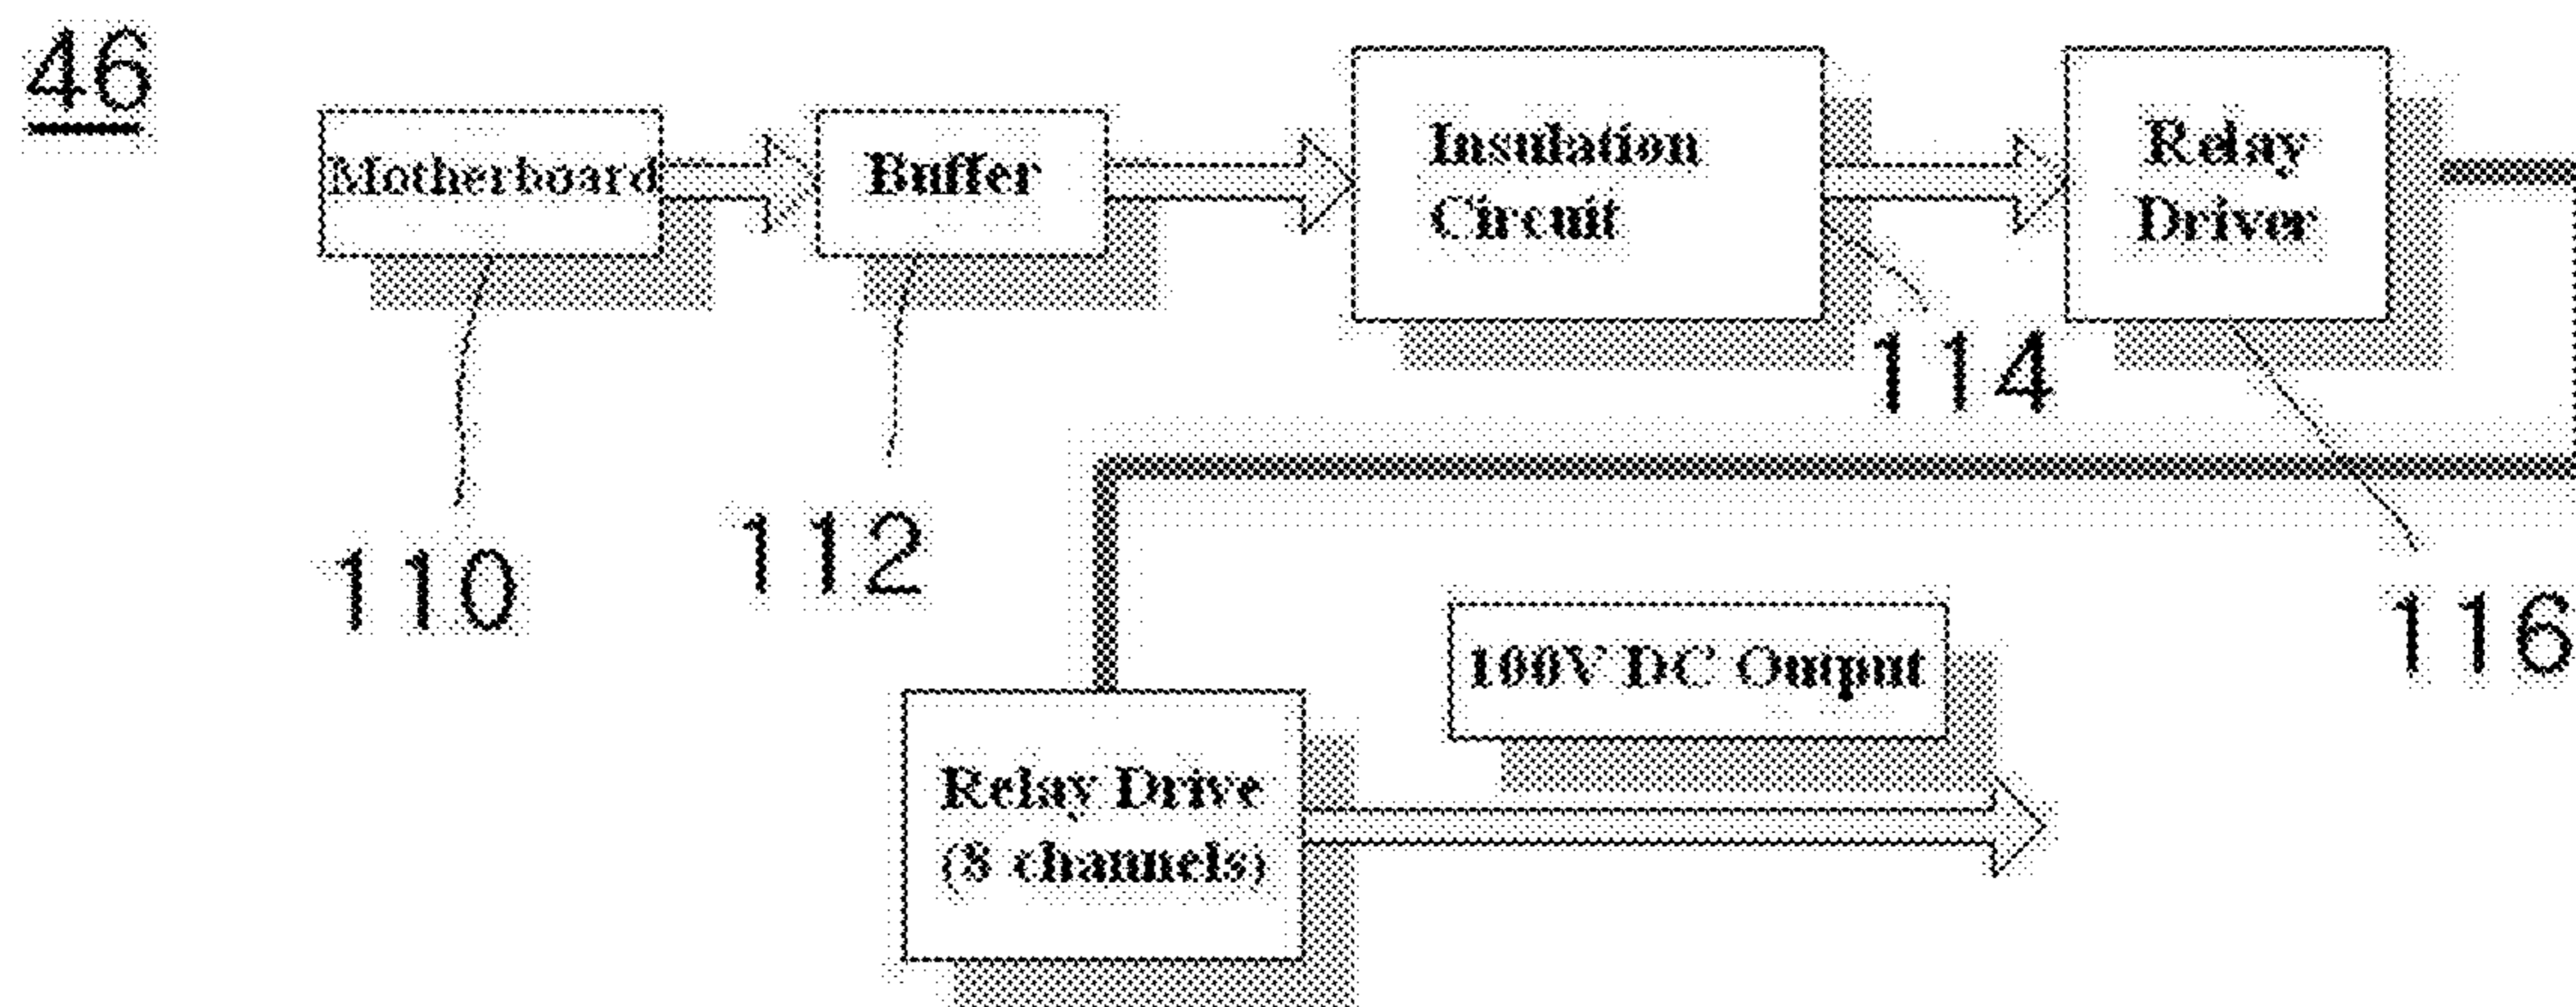 46
Motherboard
Buffer
Insulation
Circuit
Relay
Driver
114
110
112
116
100V DC Output
Relay Drive
(8 channels)